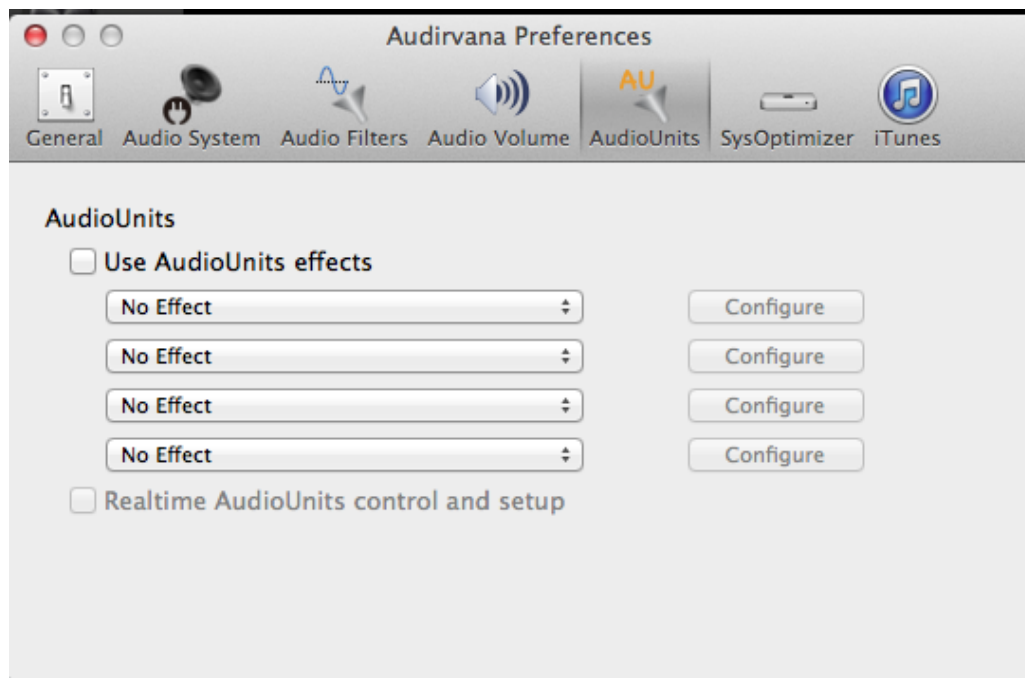 Audirvana Preferences
AU
General Audio System Audio Filters Audio Volume AudioUnits SysOptimizer iTunes
AudioUnits
Use AudioUnits effects
No Effect Configure
No Effect Configure
No Effect Configure
No Effect Configure
Realtime AudioUnits control and setup